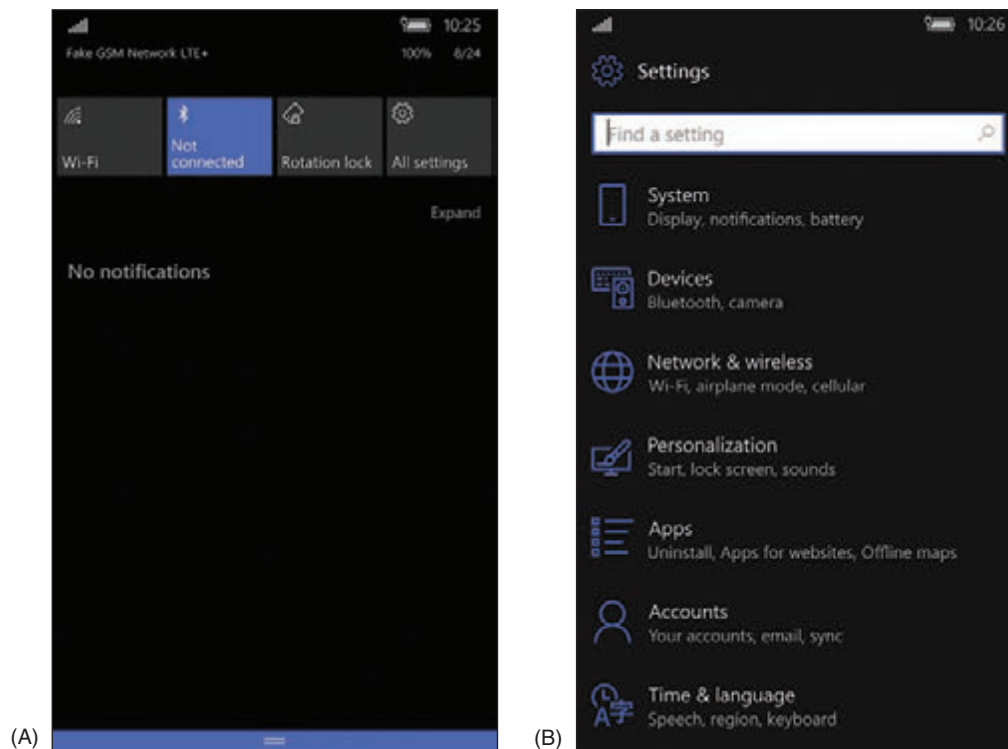 10:25
Fake GSM Network LTE+
100% 8/24
Wi-Fi
Not
connected
Rotation lock
All settings
Expand
No notifications
(A)
10:26
Settings
Find a setting
System
Display, notifications, battery
Devices
Bluetooth, camera
Network & wireless
Wi-Fi, airplane mode, cellular
Personalization
Start, lock screen, sounds
Apps
Uninstall, Apps for websites, Offline maps
Accounts
Your accounts, email, sync
Time & language
Speech, region, keyboard
A字
(B)